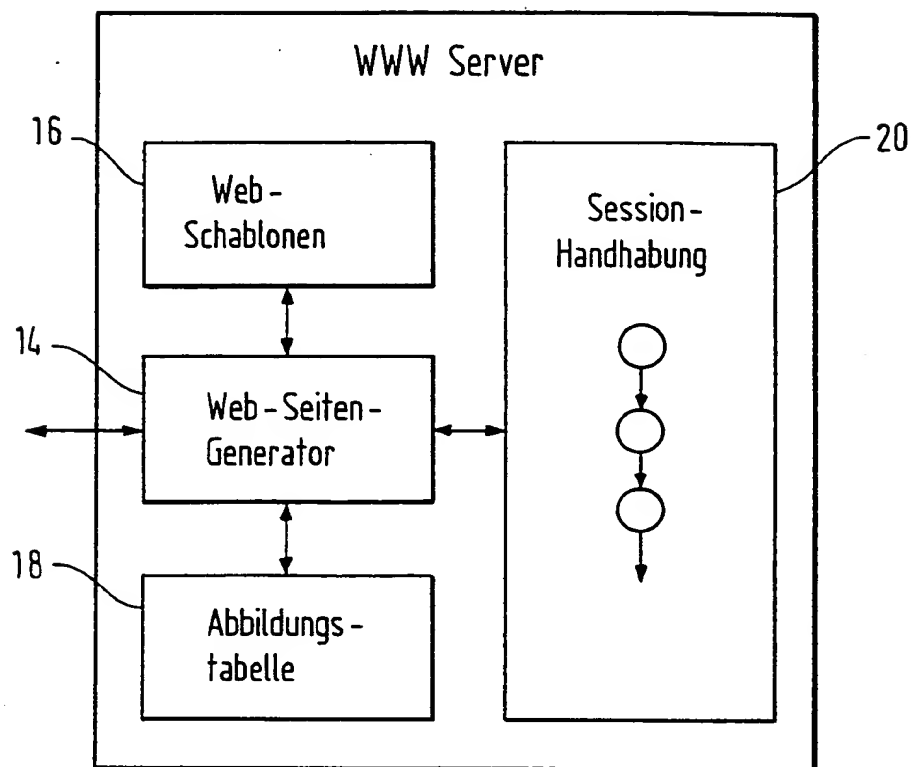 WWW Server
16
20
Web-
Schablonen
Session-
Handhabung
14
Web-Seiten-
Generator
18
Abbildungs-
tabelle